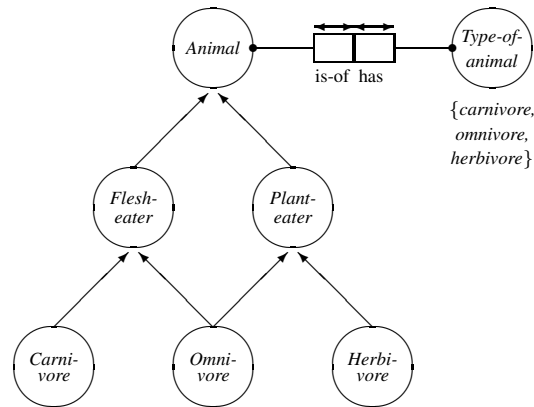 Animal
Type-of-
animal
is-of has
{carnivore,
omnivore,
herbivore}
Flesh-
eater
Plant-
eater
Carni-
vore
Omni-
vore
Herbi-
vore